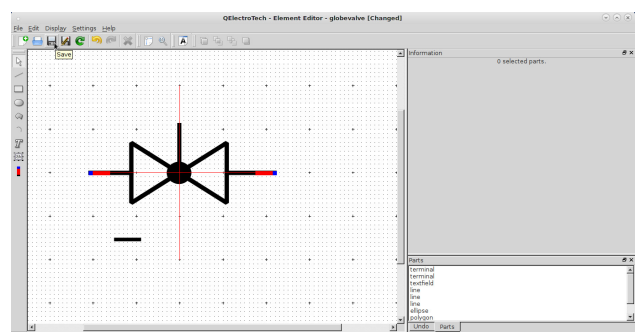 QElectroTech - Element Editor - globevalve [Changed]
File Edit Display Settings Help
Save
Information
0 selected parts.
Parts
terminal
terminal
textfield
line
line
line
ellipse
polygon
Undo Parts